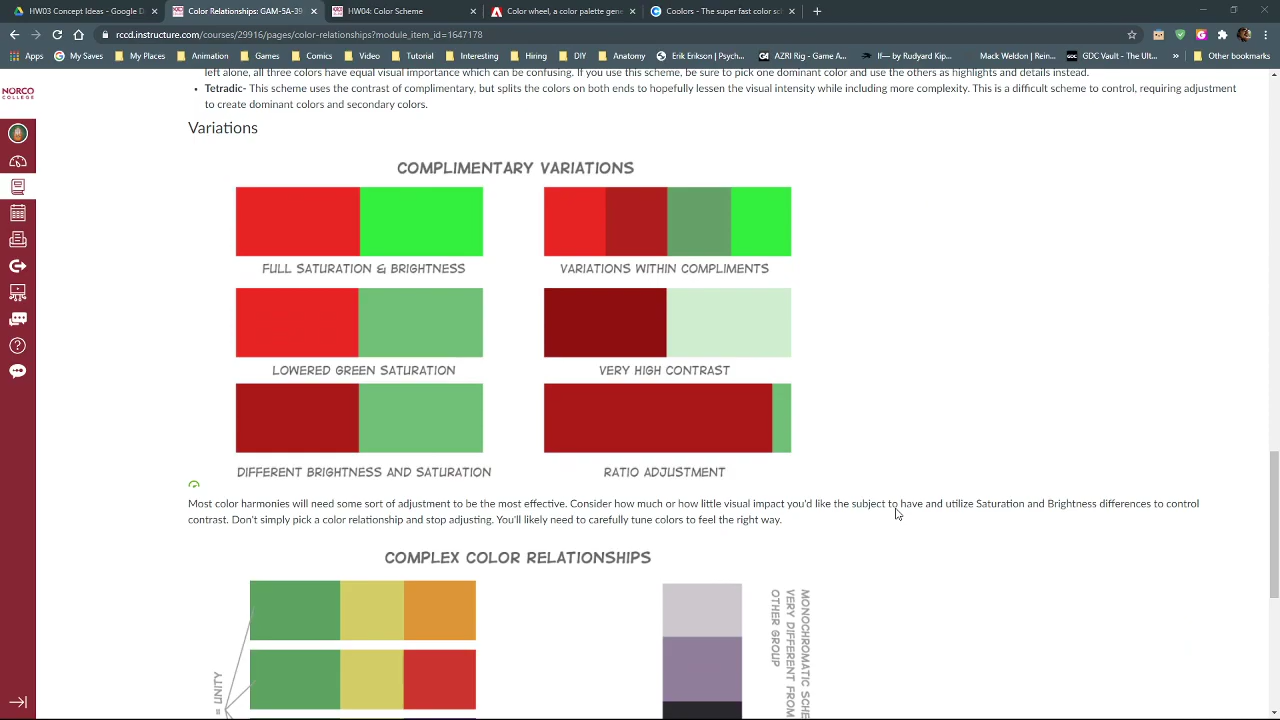 HW03 Concept Ideas - Google D
Color Relationships GAM-35-39
HW04: Color Scheme
Color wheel, a color palette gene
Coolors - The super fast color s
rccd.instructure.com/courses/29916/pages/color-relationships?module_item_id=1647178
Apps My Saves My Places Tutorial Games Comics Fun Stuff Learning Interesting Hiring DIY Anatomy Erik Erikson | Psych... AZRI Rig - Game A... If— by Rudyard Kip... Mack Weldon | Rein... GDC Vault - The Ult...
left alone, all three colors have equal visual importance which can be confusing. If you use this scheme, be sure to pick one dominant color and use the others as highlights and details instead.
Tetradic- This scheme uses the contrast of complimentary, but splits the colors on both ends to hopefully lessen the visual intensity while including more complexity. This is a difficult scheme to control, requiring adjustment
to create dominant colors and secondary colors.
NORCO
COLLEGE
Variations
COMPLIMENTARY VARIATIONS
FULL SATURATION & BRIGHTNESS
VARIATIONS WITHIN COMPLIMENTS
LOWERED GREEN SATURATION
VERY HIGH CONTRAST
DIFFERENT BRIGHTNESS AND SATURATION
RATIO ADJUSTMENT
Most color harmonies will need some sort of adjustment to be the most effective. Consider how much or how little visual impact you'd like the subject to have and utilize Saturation and Brightness differences to control
contrast. Don't simply pick a color relationship and stop adjusting. You'll likely need to carefully tune colors to feel the right way.
COMPLEX COLOR RELATIONSHIPS
= UNITY
MONOCHROMATIC SCHE
VERY DIFFERENT FROM
OTHER GROUP